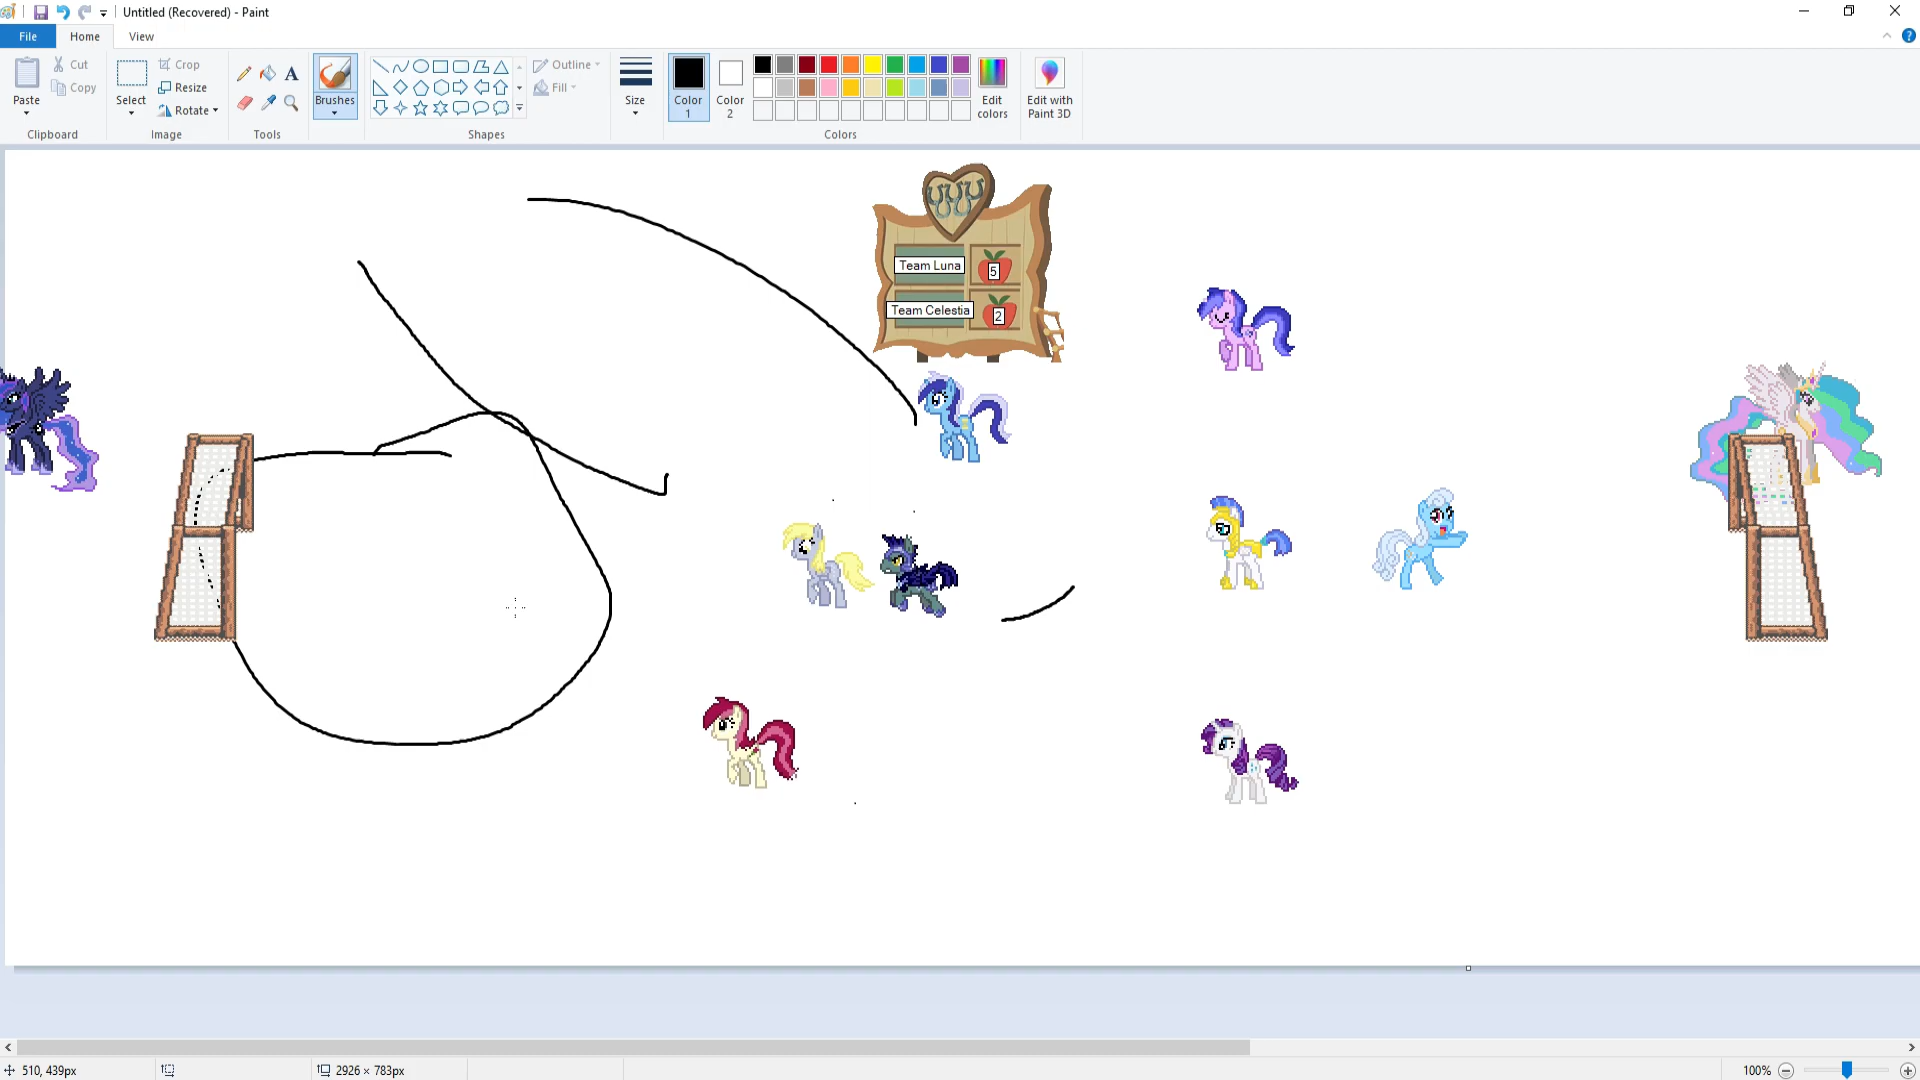 Untitled (Recovered) - Paint
File
Home
View
Paste
Cut
Copy
Clipboard
Select
Crop
Resize
Rotate
Image
Tools
Brushes
Outline
Fill
Shapes
Size
Color 1
Color 2
Edit colors
Colors
Edit with Paint 3D
Team Luna
5
Team Celestia
2
510, 439px
2926 × 783px
100%